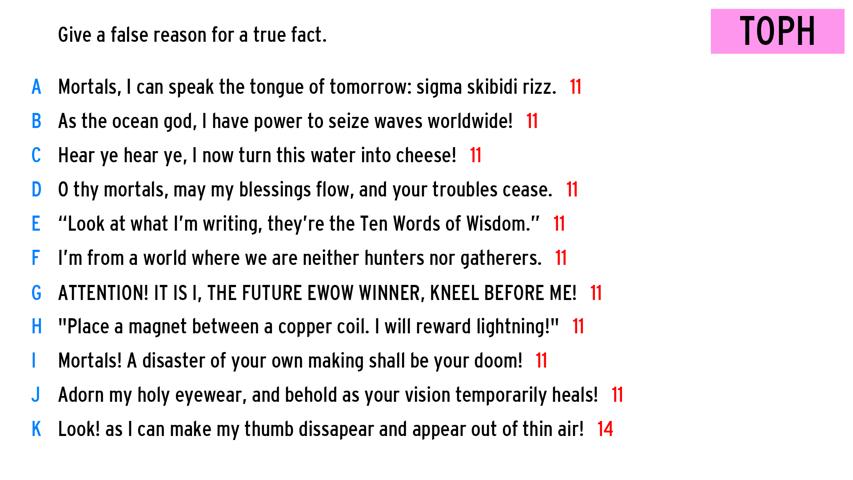 Give a false reason for a true fact.
TOPH
A Mortals, I can speak the tongue of tomorrow: sigma skibidi rizz. 11
B As the ocean god, I have power to seize waves worldwide! 11
C Hear ye hear ye, I now turn this water into cheese! 11
D O thy mortals, may my blessings flow, and your troubles cease. 11
E “Look at what I’m writing, they’re the Ten Words of Wisdom.” 11
F I’m from a world where we are neither hunters nor gatherers. 11
G ATTENTION! IT IS I, THE FUTURE EWOW WINNER, KNEEL BEFORE ME! 11
H "Place a magnet between a copper coil. I will reward lightning!" 11
I Mortals! A disaster of your own making shall be your doom! 11
J Adorn my holy eyewear, and behold as your vision temporarily heals! 11
K Look! as I can make my thumb dissapear and appear out of thin air! 14